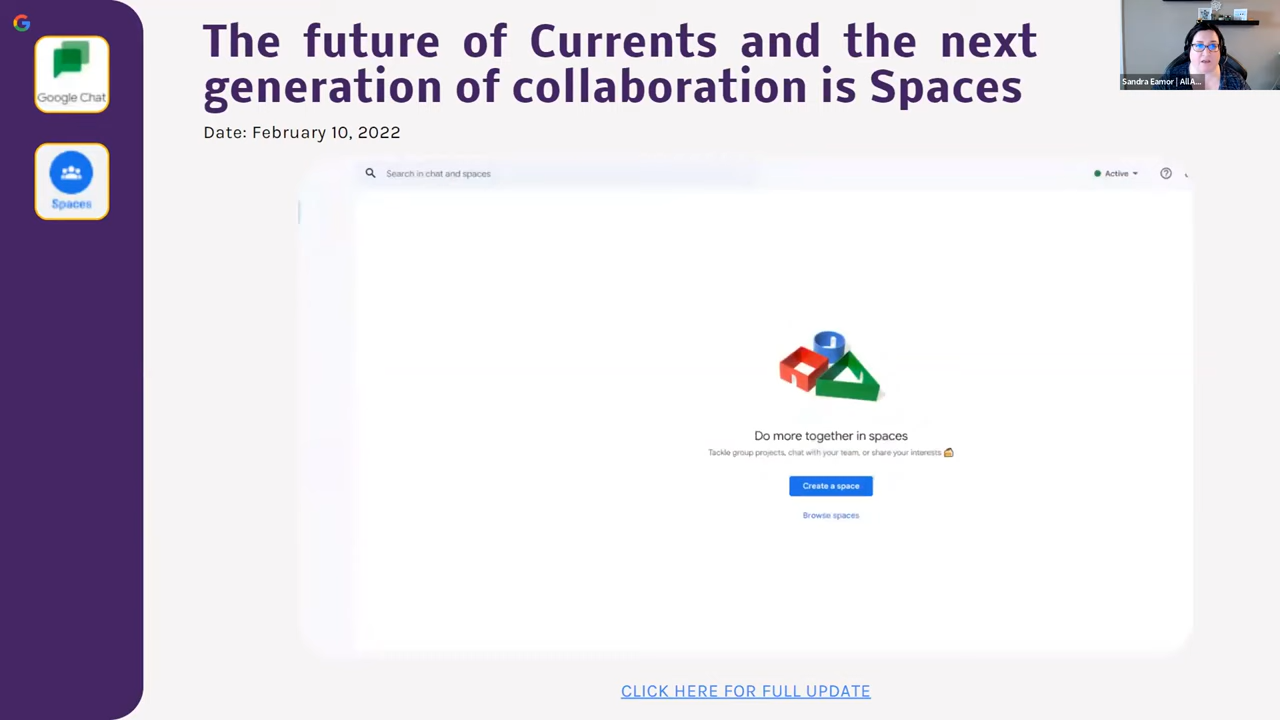 The future of Currents and the next
generation of collaboration is Spaces
Date: February 10, 2022
Google Chat
Spaces
Sandra Eamor | All A...
Search in chat and spaces
Active
Do more together in spaces
Tackle group projects, chat with your team, or share your interests
Create a space
Browse spaces
CLICK HERE FOR FULL UPDATE